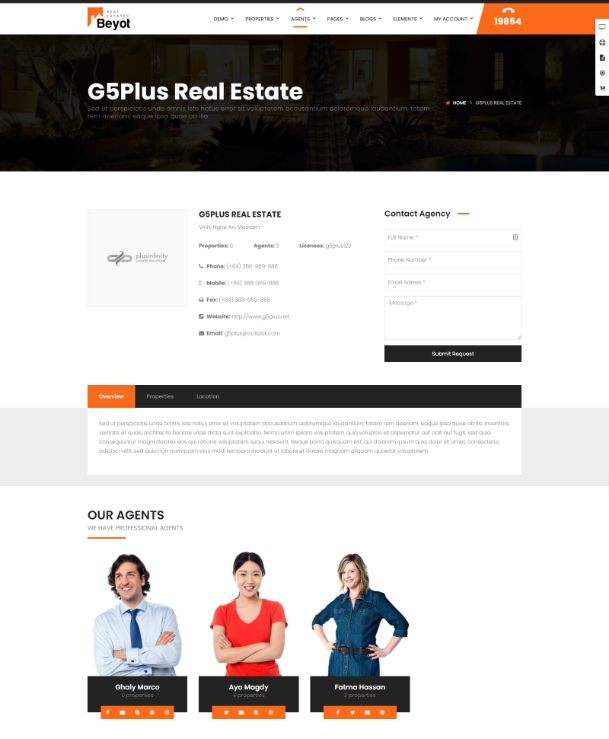 REAL
ESTATES
Beyot
DEMO
PROPERTIES
AGENTS
PAGES
BLOGS
ELEMENTS
MY ACCOUNT
19854
G5Plus Real Estate
Sed ut perspiciatis unde omnis iste natus error sit voluptatem accusantium doloremque laudantium, totam
rem aperiam, eaque ipsa quae ab illo
HOME > G5PLUS REAL ESTATE
plusinfinity
G5PLUS REAL ESTATE
Vinh, Nghe An, Vietnam
Properties: 0 Agents: 3 Licenses: g5plus123
Phone: (+84) 388-969-888
Mobile: (+84) 388-969-888
Fax: (+84) 388-969-888
Website: http://www.g5plus.net
Email: g5plus@outlook.com
Contact Agency
Full Name *
Phone Number *
Email Adress *
Message *
Submit Request
Overview Properties Location
Sed ut perspiciatis unde omnis iste natus error sit voluptatem accusantium doloremque laudantium, totam rem aperiam, eaque ipsa quae ab illo inventore
veritatis et quasi architecto beatae vitae dicta sunt explicabo. Nemo enim ipsam voluptatem quia voluptas sit aspernatur aut odit aut fugit, sed quia
consequuntur magni dolores eos qui ratione voluptatem sequi nesciunt. Neque porro quisquam est, qui dolorem ipsum quia dolor sit amet, consectetur,
adipisci velit, sed quia non numquam eius modi tempora incidunt ut labore et dolore magnam aliquam quaerat voluptatem.
OUR AGENTS
WE HAVE PROFESSIONAL AGENTS
Ghaly Marco
0 properties
Aya Magdy
4 properties
Fatma Hassan
2 properties